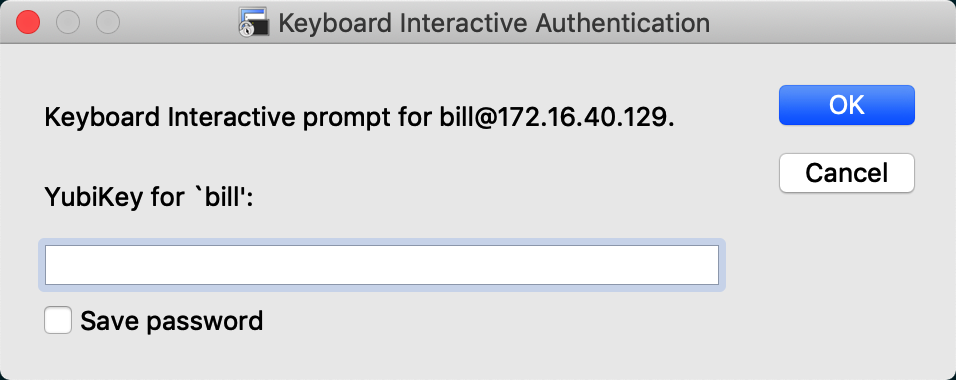 Keyboard Interactive Authentication
Keyboard Interactive prompt for bill@172.16.40.129.
OK
Cancel
YubiKey for `bill':
Save password